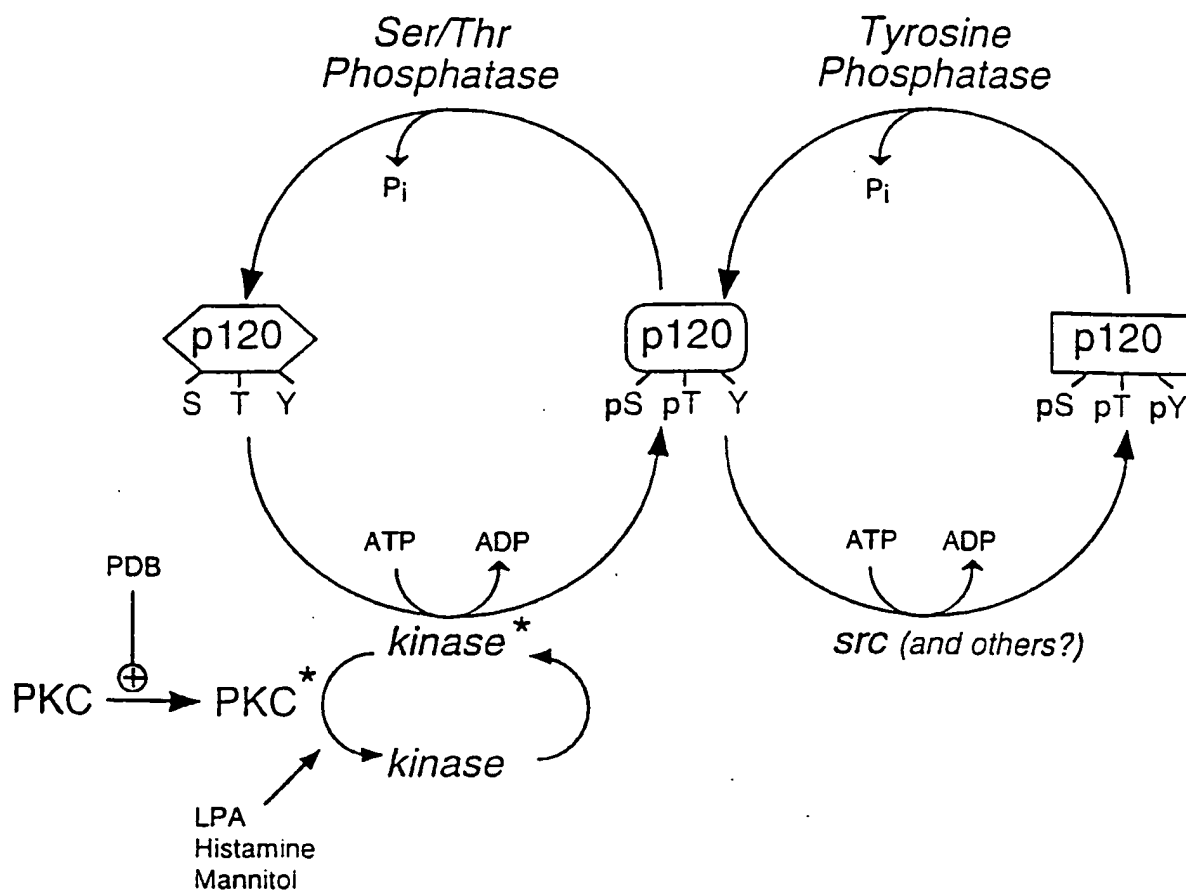 Ser/Thr
Phosphatase
Tyrosine
Phosphatase
Pi
Pi
p120
S T Y
p120
pS pT Y
p120
pS pT pY
ATP ADP
ATP ADP
PDB
kinase*
src (and others?)
+
PKC
PKC*
kinase
LPA
Histamine
Mannitol